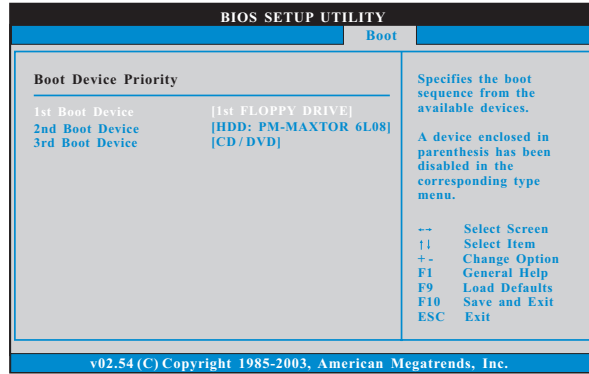 BIOS SETUP UTILITY
Boot
Boot Device Priority
1st Boot Device [1st FLOPPY DRIVE]
2nd Boot Device [HDD: PM-MAXTOR 6L08]
3rd Boot Device [CD / DVD]
Specifies the boot
sequence from the
available devices.
A device enclosed in
parenthesis has been
disabled in the
corresponding type
menu.
←→ Select Screen
↑↓ Select Item
+ - Change Option
F1 General Help
F9 Load Defaults
F10 Save and Exit
ESC Exit
v02.54 (C) Copyright 1985-2003, American Megatrends, Inc.